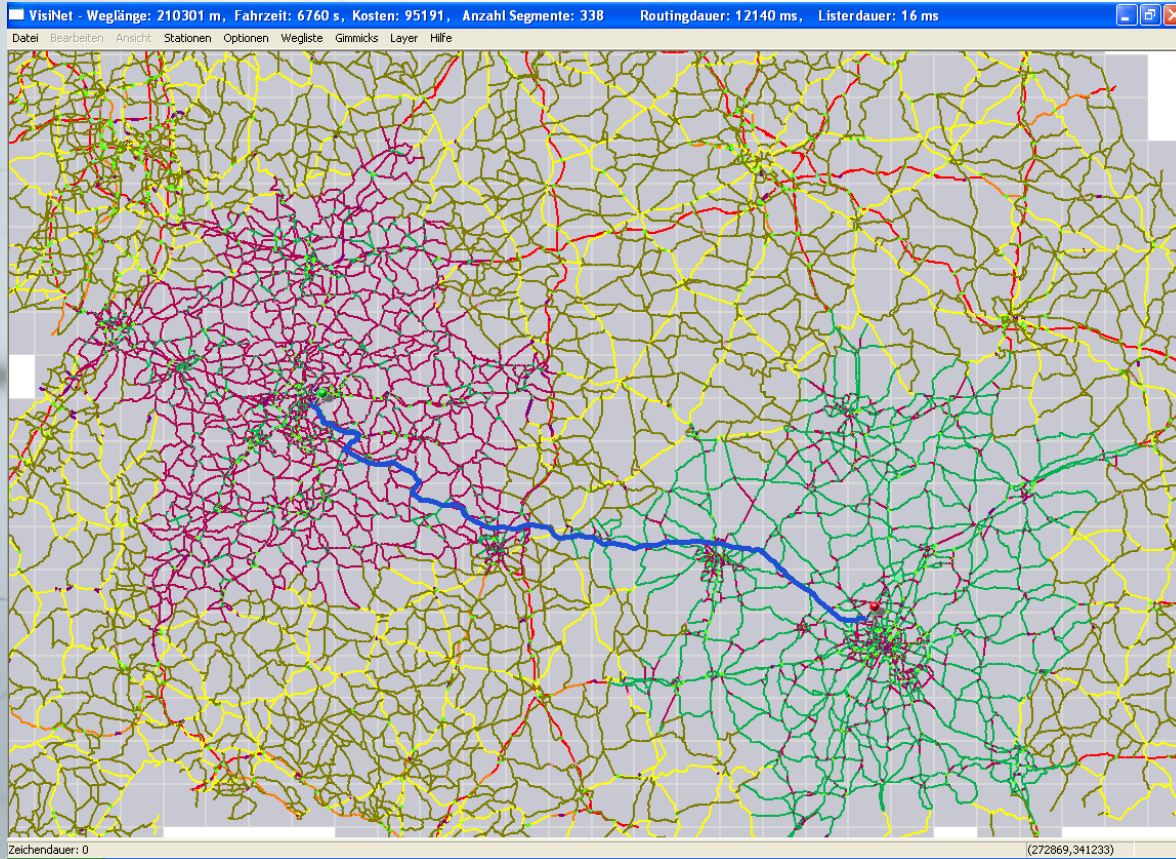 VisiNet - Weglänge: 210301 m, Fahrzeit: 6760 s, Kosten: 95191, Anzahl Segmente: 338 Routingdauer: 12140 ms, Listerdauer: 16 ms
Datei Bearbeiten Ansicht Stationen Optionen Wegliste Gimmicks Layer Hilfe
Zeichendauer: 0 (272869,341233)